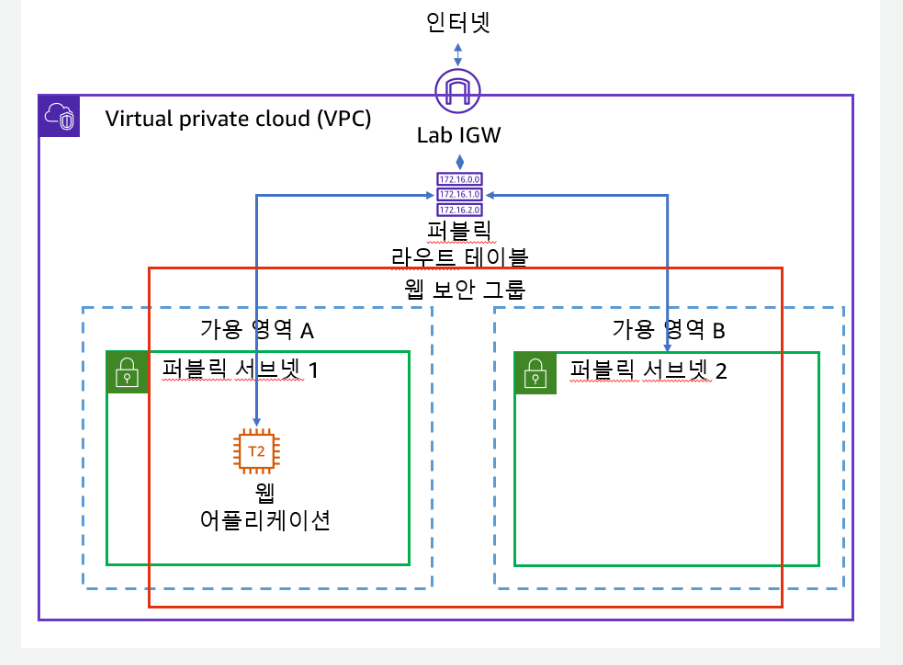 인터넷
Virtual private cloud (VPC)
Lab IGW
172.16.0.0
172.16.1.0
172.16.2.0
퍼블릭
라우트 테이블
웹 보안 그룹
가용 영역 A
가용 영역 B
퍼블릭 서브넷 1
퍼블릭 서브넷 2
T2
웹
어플리케이션